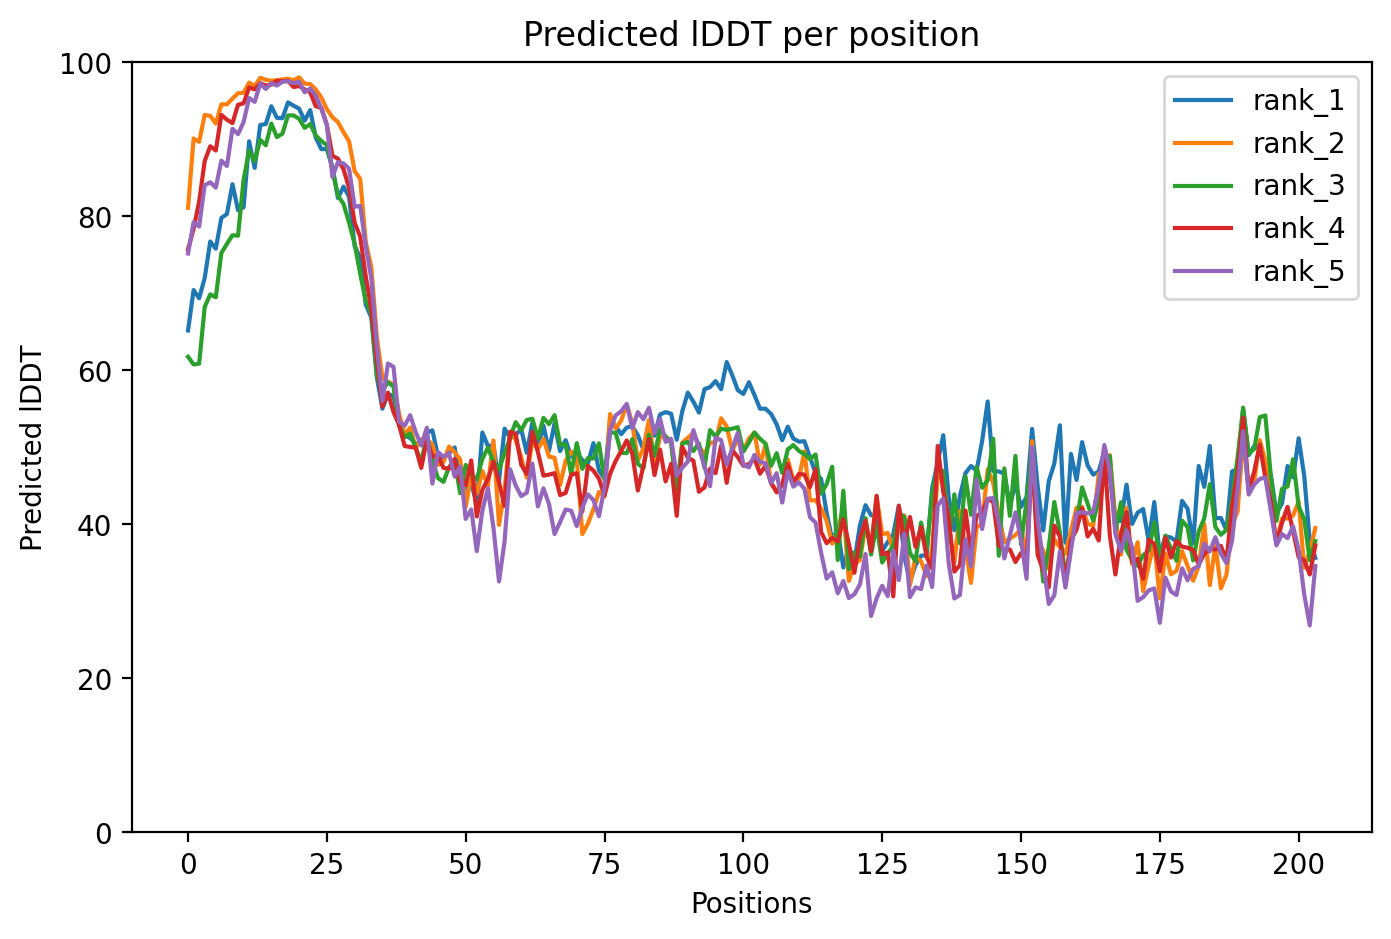 Predicted lDDT per position
100
80
60
40
20
0
Predicted lDDT
0 25 50 75 100 125 150 175 200
Positions
rank_1
rank_2
rank_3
rank_4
rank_5